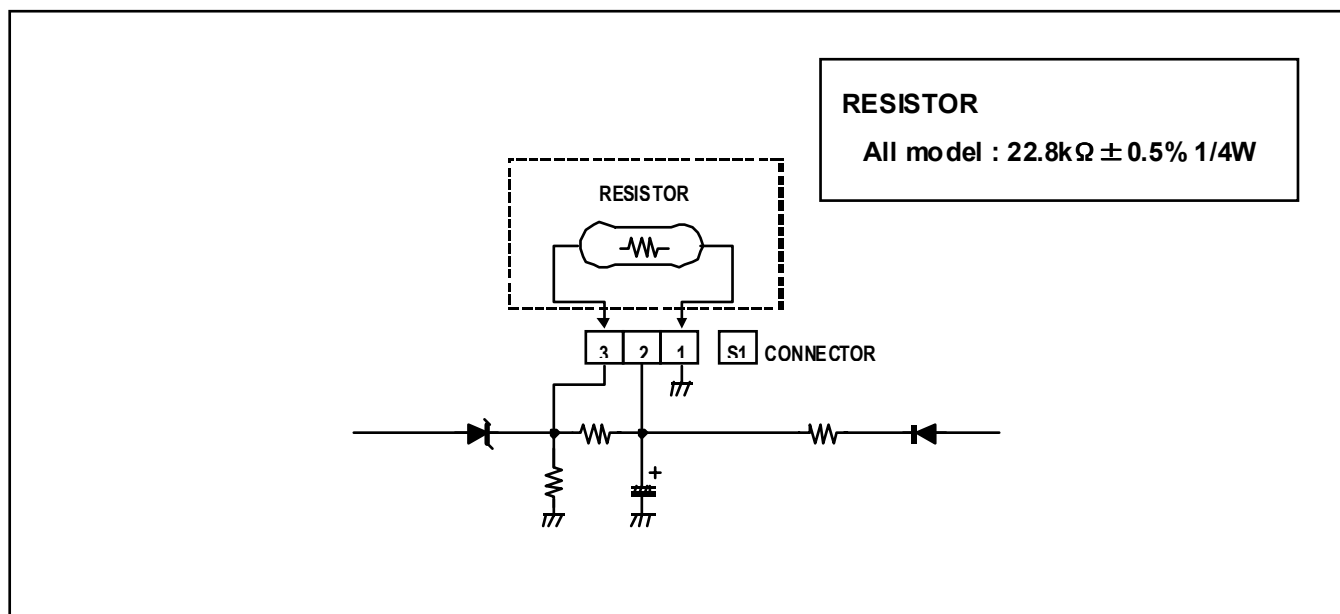 RESISTOR
All model : 22.8kΩ ± 0.5% 1/4W
RESISTOR
3 2 1 S1 CONNECTOR
+